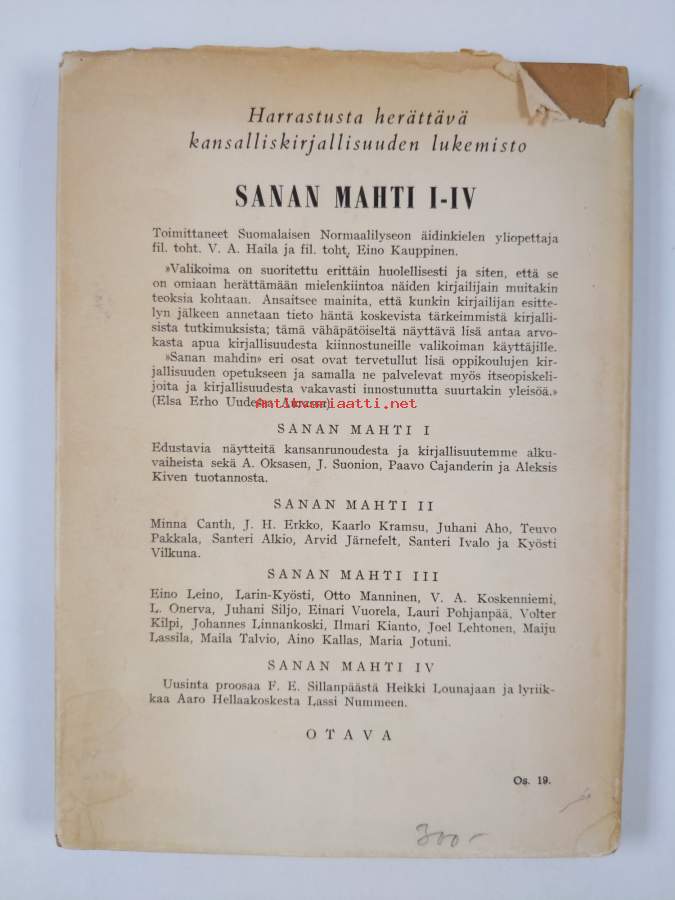 Harrastusta herättävä
kansalliskirjallisuuden lukemisto
SANAN MAHTI I-IV
Toimittaneet Suomalaisen Normaalilyseon äidinkielen yliopettaja
fil. toht. V. A. Haila ja fil. toht. Eino Kauppinen.
»Valikoima on suoritettu erittäin huolellisesti ja siten, että se
on omiaan herättämään mielenkiintoa näiden kirjailijain muitakin
teoksia kohtaan. Ansaitsee mainita, että kunkin kirjailijan esitte-
lyn jälkeen annetaan tieto häntä koskevista tärkeimmistä kirjalli-
sista tutkimuksista; tämä vähäpätöiseltä näyttävä lisä antaa arvo-
kasta apua kirjallisuudesta kiinnostuneille valikoiman käyttäjille.
»Sanan mahdin» eri osat ovat tervetullut lisä oppikoulujen kir-
jallisuuden opetukseen ja samalla ne palvelevat myös itseopiskeli-
joita ja kirjallisuudesta vakavasti innostunutta suurtakin yleisöä.»
(Elsa Erho Uudessa Aurassa)
Antikvariaatti.net
SANAN MAHTI I
Edustavia näytteitä kansanrunoudesta ja kirjallisuutemme alku-
vaiheista sekä A. Oksasen, J. Suonion, Paavo Cajanderin ja Aleksis
Kiven tuotannosta.
SANAN MAHTI II
Minna Canth, J. H. Erkko, Kaarlo Kramsu, Juhani Aho, Teuvo
Pakkala, Santeri Alkio, Arvid Järnefelt, Santeri Ivalo ja Kyösti
Vilkuna.
SANAN MAHTI III
Eino Leino, Larin-Kyösti, Otto Manninen, V. A. Koskenniemi,
L. Onerva, Juhani Siljo, Einari Vuorela, Lauri Pohjanpää, Volter
Kilpi, Johannes Linnankoski, Ilmari Kianto, Joel Lehtonen, Maiju
Lassila, Maila Talvio, Aino Kallas, Maria Jotuni.
SANAN MAHTI IV
Uusinta proosaa F. E. Sillanpäästä Heikki Lounajaan ja lyriik-
kaa Aaro Hellaakoskesta Lassi Nummeen.
OTAVA
Os. 19.
300-